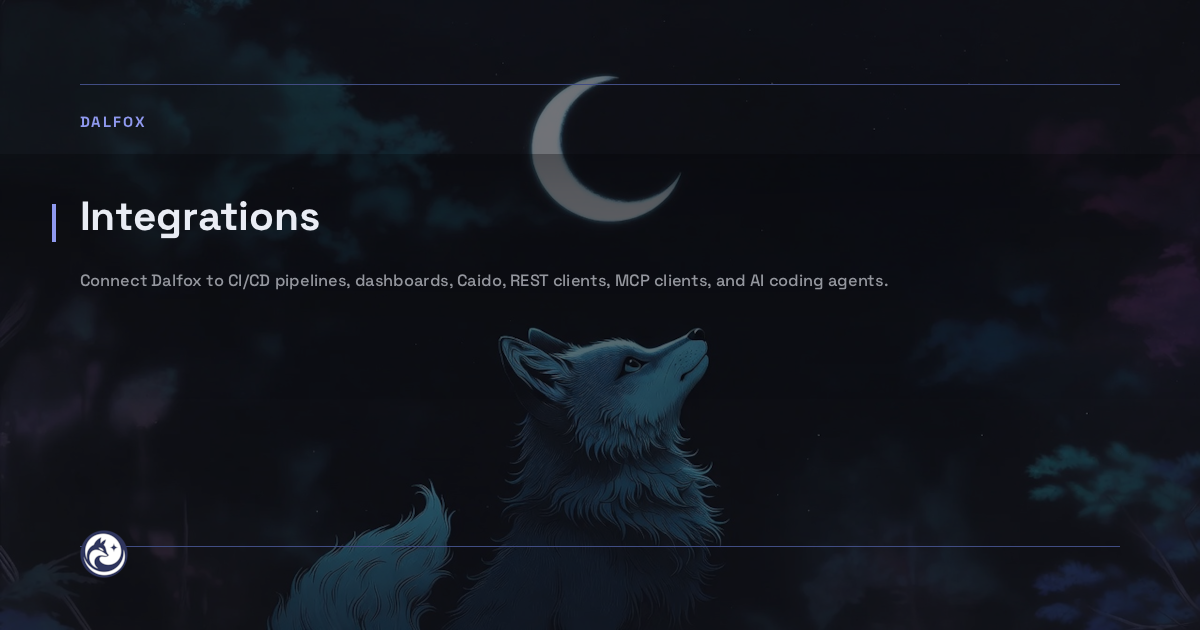 DALFOX
Integrations
Connect Dalfox to CI/CD pipelines, dashboards, Caido, REST clients, MCP clients, and AI coding agents.